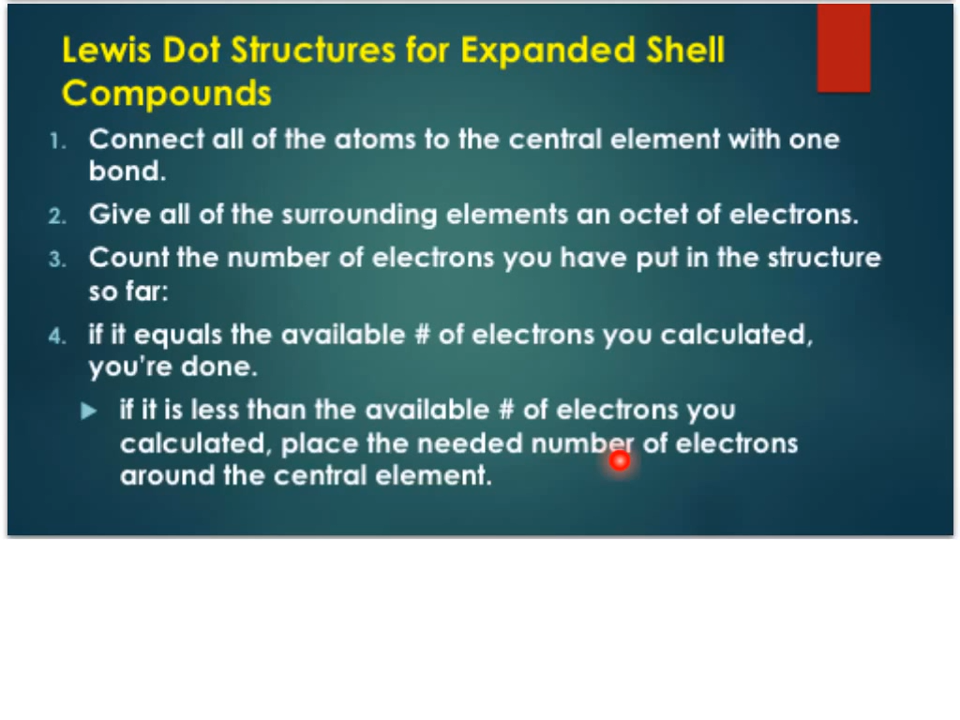 Lewis Dot Structures for Expanded Shell
Compounds
1. Connect all of the atoms to the central element with one
bond.
2. Give all of the surrounding elements an octet of electrons.
3. Count the number of electrons you have put in the structure
so far:
4. if it equals the available # of electrons you calculated,
you're done.
if it is less than the available # of electrons you
calculated, place the needed number of electrons
around the central element.